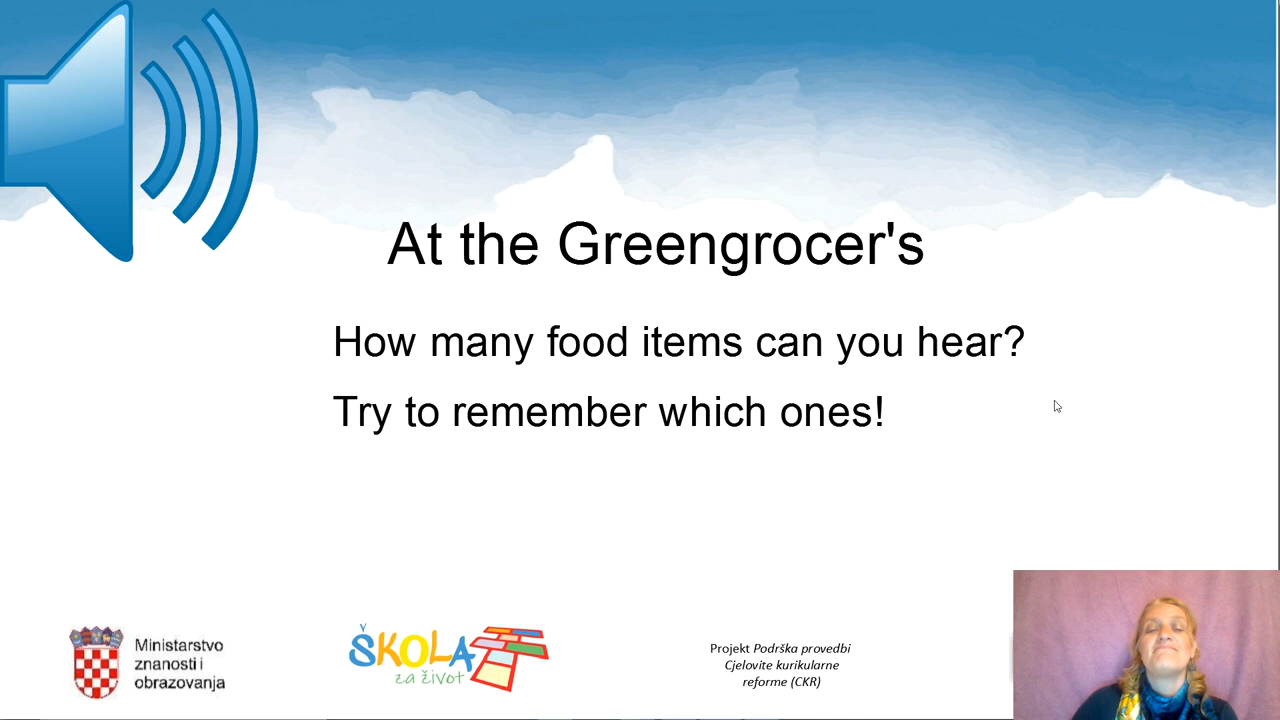 At the Greengrocer's
How many food items can you hear?
Try to remember which ones!
Ministarstvo
znanosti i
obrazovanja
ŠKOLA
za život
Projekt Podrška provedbi
Cjelovite kurikularne
reforme (CKR)